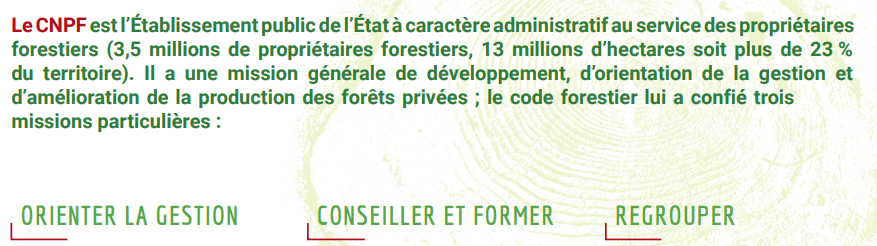 Le CNPF est l'Établissement public de l'État à caractère administratif au service des propriétaires
forestiers (3,5 millions de propriétaires forestiers, 13 millions d'hectares soit plus de 23 %
du territoire). Il a une mission générale de développement, d'orientation de la gestion et
d'amélioration de la production des forêts privées ; le code forestier lui a confié trois
missions particulières :
ORIENTER LA GESTION
CONSEILLER ET FORMER
REGROUPER